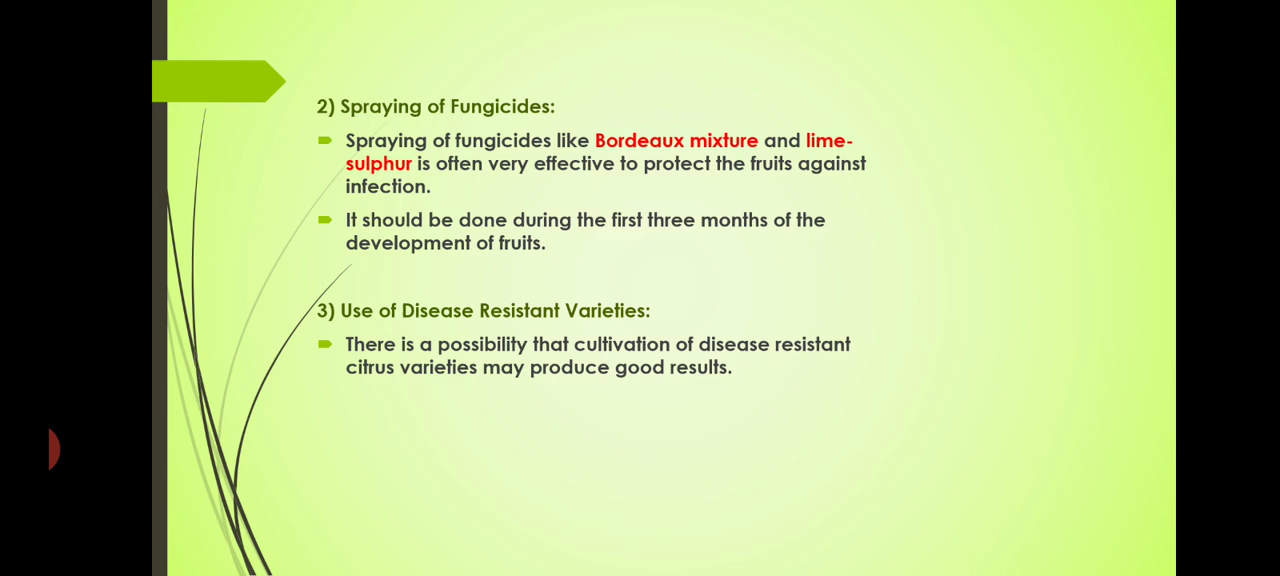 2) Spraying of Fungicides:
Spraying of fungicides like Bordeaux mixture and lime-
sulphur is often very effective to protect the fruits against
infection.
It should be done during the first three months of the
development of fruits.
3) Use of Disease Resistant Varieties:
There is a possibility that cultivation of disease resistant
citrus varieties may produce good results.